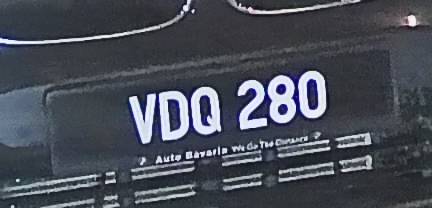 VDQ 280
Auto Bavaria We Go The Distance